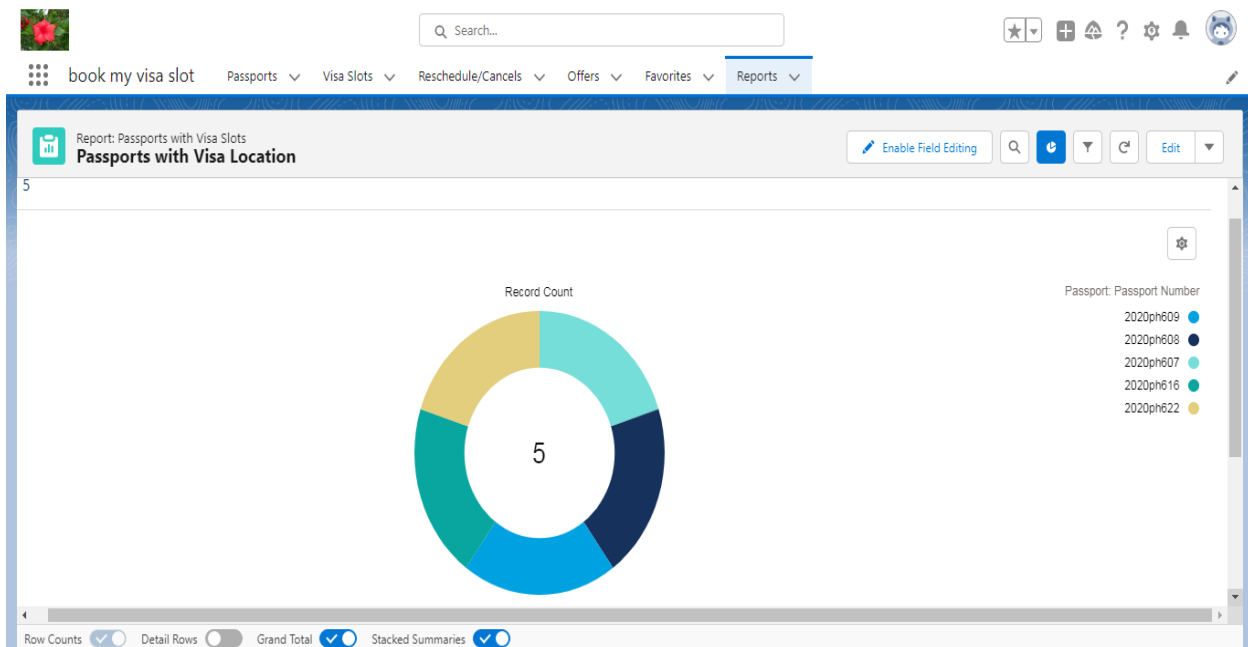 Search...
book my visa slot Passports Visa Slots Reschedule/Cancels Offers Favorites Reports
Report: Passports with Visa Slots
Passports with Visa Location
Enable Field Editing
Edit
5
Record Count
5
Passport: Passport Number
2020ph609
2020ph608
2020ph607
2020ph616
2020ph622
Row Counts Detail Rows Grand Total Stacked Summaries